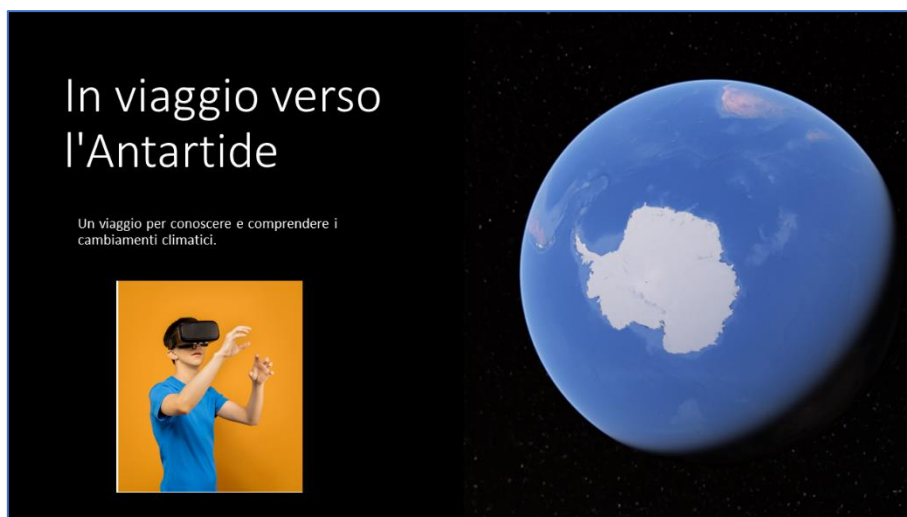 In viaggio verso
l'Antartide
Un viaggio per conoscere e comprendere i
cambiamenti climatici.